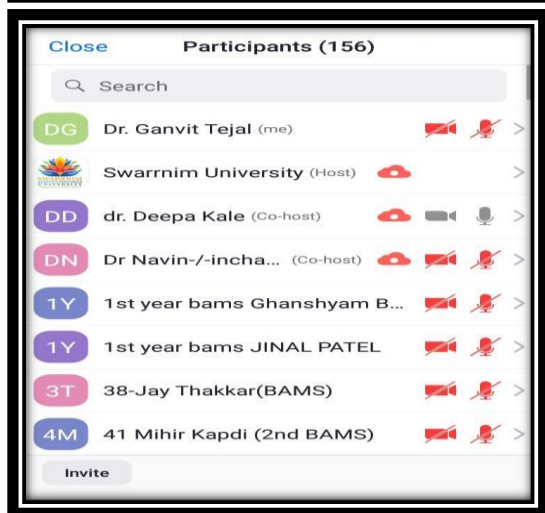 Close Participants (156)
Search
DG Dr. Ganvit Tejal (me)
Swarrnim University (Host)
DD dr. Deepa Kale (Co-host)
DN Dr Navin-/-incha... (Co-host)
1Y 1st year bams Ghanshyam B...
1Y 1st year bams JINAL PATEL
3T 38-Jay Thakkar(BAMS)
4M 41 Mihir Kapdi (2nd BAMS)
Invite